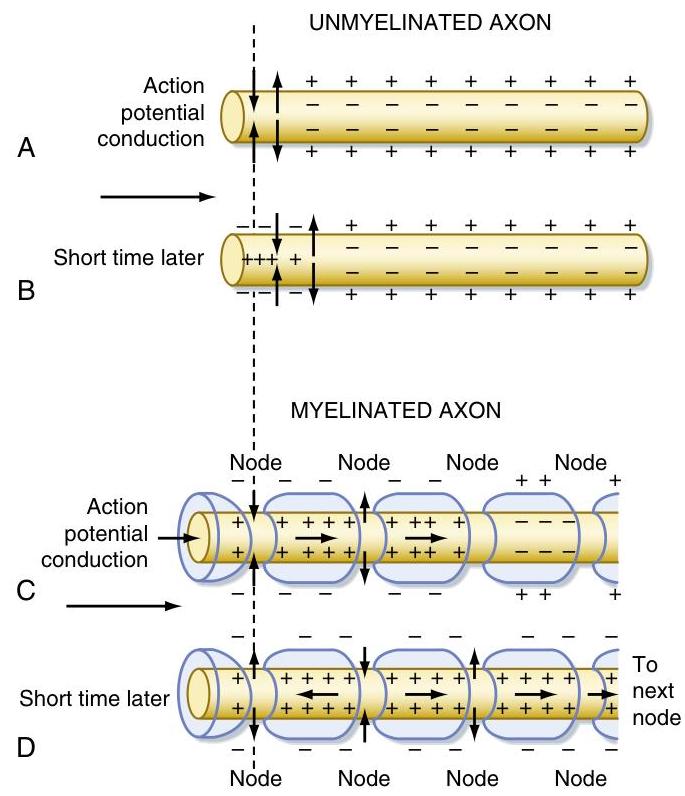 UNMYELINATED AXON
Action
potential
conduction
+ + + + + + + + +
− − − − − − − − −
− − − − − − − − −
+ + + + + + + + +
A
− − −
+ + + + + + + +
Short time later
+++ +
− − − − − − − −
− − − − − − − −
− − −
+ + + + + + + +
B
MYELINATED AXON
Node Node Node Node
− − − − − + + +
Action
potential
conduction
+ + + + + + ++ + − − −
+ + + + + + ++ + − − −
C
− − − − − + + +
− − − − − − − − −
Short time later
+ + + + + + + + + + + + + + +
+ + + + + + + + + + + + + + +
To
next
node
D
− − − − − − − − −
Node Node Node Node